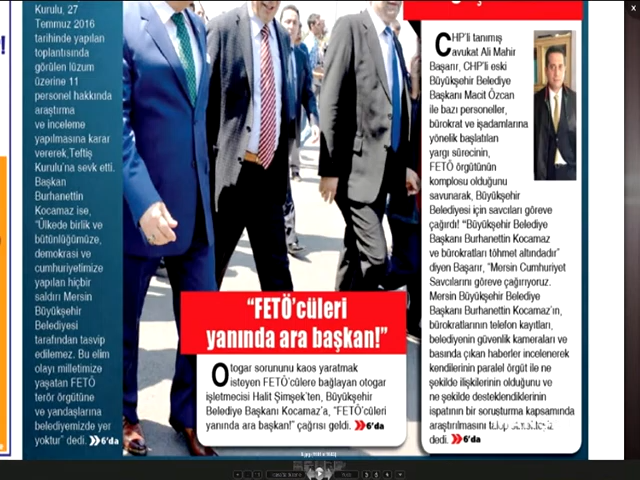 Kurulu, 27
Temmuz 2016
tarihinde yapılan
toplantısında
görülen lüzum
üzerine 11
personel hakkında
araştırma
ve inceleme
yapılmasına karar
vererek,Teftiş
Kurulu'na sevk etti.
Başkan
Burhanettin
Kocamaz ise,
"Ülkede birlik ve
bütünlüğümüze,
demokrasi ve
cumhuriyetimize
yapılan hiçbir
saldırı Mersin
Büyükşehir
Belediyesi
tarafından tasvip
edilemez. Bu elim
olayı milletimize
yaşatan FETÖ
terör örgütüne
ve yandaşlarına
belediyemizde yer
yoktur" dedi. 6'da
"FETÖ'cüleri
yanında ara başkan!"
Otogar sorununu kaos yaratmak
isteyen FETÖ'cülere bağlayan otogar
işletmecisi Halit Şimşek'ten, Büyükşehir
Belediye Başkanı Kocamaz'a, "FETÖ'cüleri
yanında ara başkan!" çağrısı geldi. 6'da
CHP'li tanımış
avukat Ali Mahir
Başarır, CHP'li eski
Büyükşehir Belediye
Başkanı Macit Özcan
ile bazı personeller,
bürokrat ve işadamlarına
yönelik başlatılan
yargı sürecinin,
FETÖ örgütünün
komplosu olduğunu
savunarak, Büyükşehir
Belediyesi için savcıları göreve
çağırdı! "Büyükşehir Belediye
Başkanı Burhanettin Kocamaz
ve bürokratları töhmet altındadır"
diyen Başarır, "Mersin Cumhuriyet
Savcılarını göreve çağırıyoruz.
Mersin Büyükşehir Belediye
Başkanı Burhanettin Kocamaz'ın,
bürokratlarının telefon kayıtları,
belediyenin güvenlik kameraları ve
basında çıkan haberler incelenerek
kendilerinin paralel örgüt ile ne
şekilde ilişkilerinin olduğunu ve
ne şekilde desteklendiklerinin
ispatının bir soruşturma kapsamında
araştırılmasını talep
dedi. 6'da